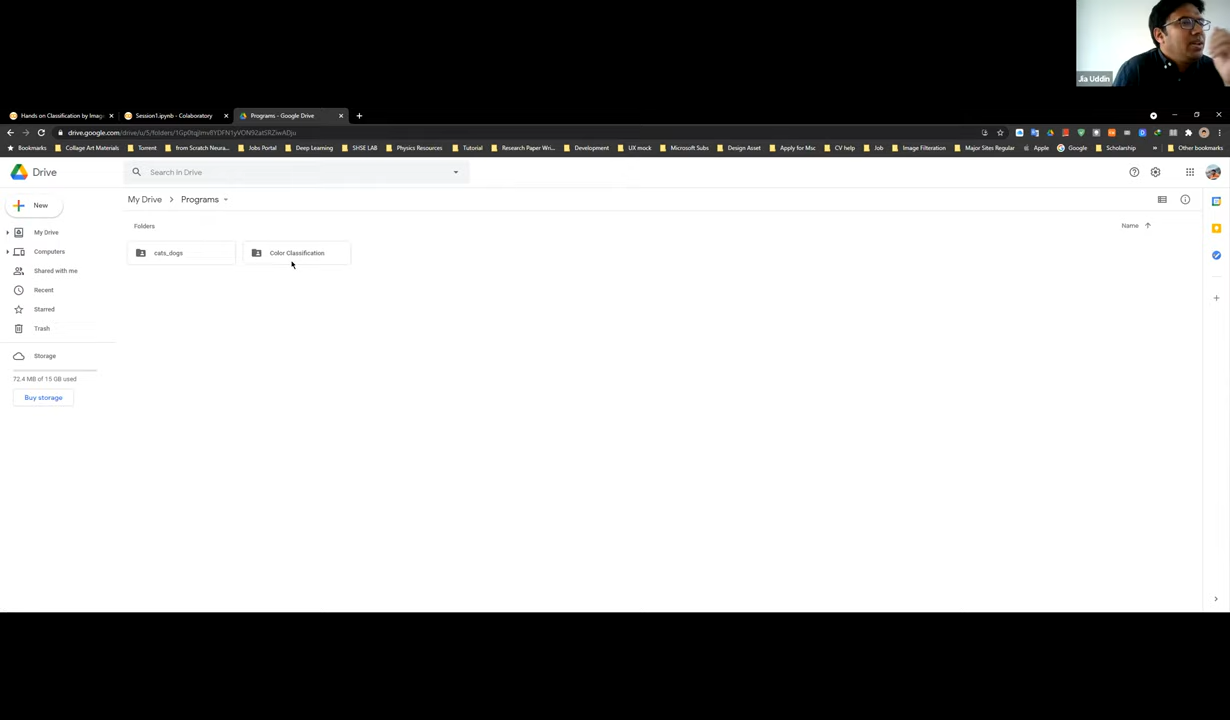 Jia Uddin
Hands on Classification by Imag
Session1.ipynb - Colaboratory
Programs - Google Drive
Bookmarks
Collage Art Materials
Torrent
from Scratch Neura...
Jobs Portal
Deep Learning
SHSE LAB
Physics Resources
Tutorial
Research Paper Wri...
Development
UX mock
Microsoft Subs
Design Asset
Apply for Msc
CV help
Job
Image Filteration
Major Sites Regular
Apple
Google
Scholarship
»
Other bookmarks
Drive
Search in Drive
New
My Drive > Programs
Folders
Name
cats_dogs
Color Classification
My Drive
Computers
Shared with me
Recent
Starred
Trash
Storage
72.4 MB of 15 GB used
Buy storage